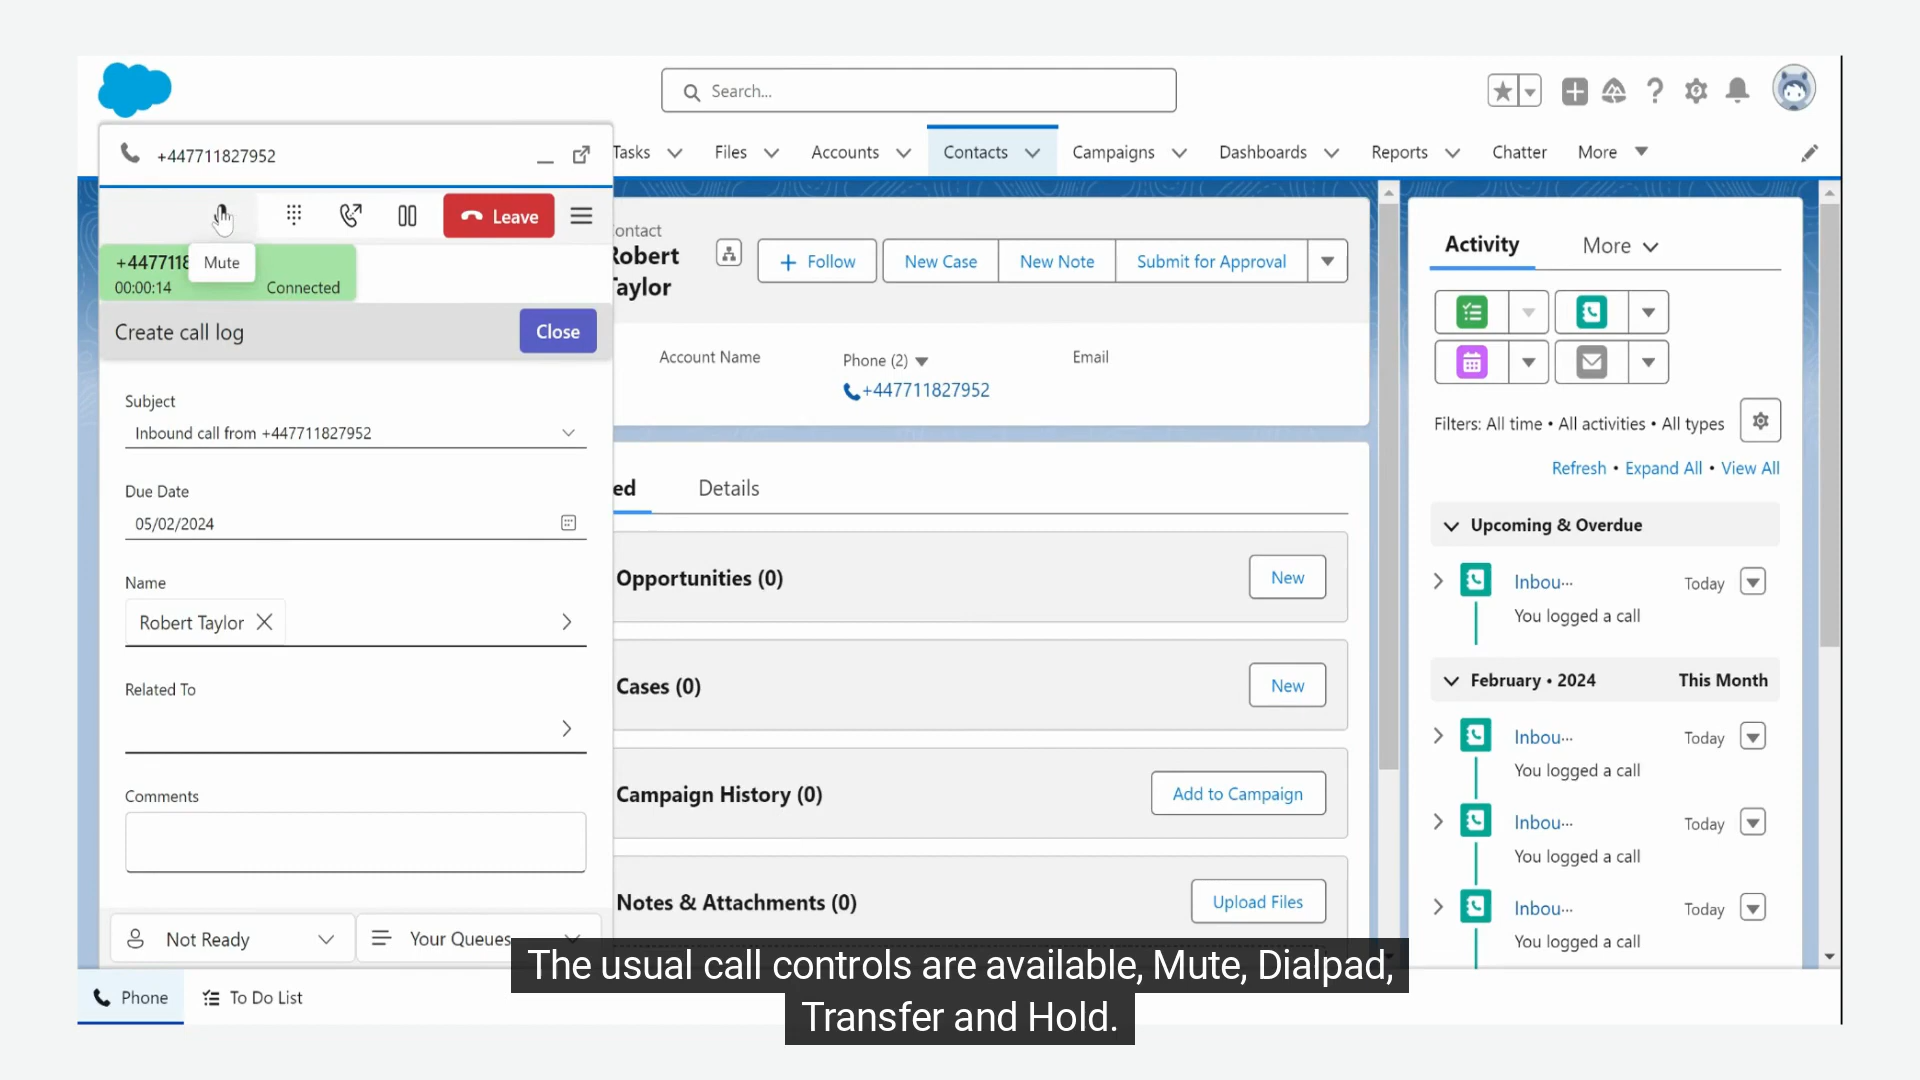 Search...
+447711827952
Tasks
Files
Accounts
Contacts
Campaigns
Dashboards
Reports
Chatter
More
Leave
+4477118
Mute
00:00:14
Connected
Create call log
Close
Subject
Inbound call from +447711827952
Due Date
05/02/2024
Name
Robert Taylor
Related To
Comments
Not Ready
Your Queues
Phone
To Do List
ontact
Robert
Taylor
Follow
New Case
New Note
Submit for Approval
Account Name
Phone (2)
Email
+447711827952
ed
Details
Opportunities (0)
New
Cases (0)
New
Campaign History (0)
Add to Campaign
Notes & Attachments (0)
Upload Files
Activity
More
Filters: All time • All activities • All types
Refresh • Expand All • View All
Upcoming & Overdue
Inbou...
Today
You logged a call
February • 2024
This Month
Inbou...
Today
You logged a call
Inbou...
Today
You logged a call
Inbou...
Today
You logged a call
The usual call controls are available, Mute, Dialpad,
Transfer and Hold.